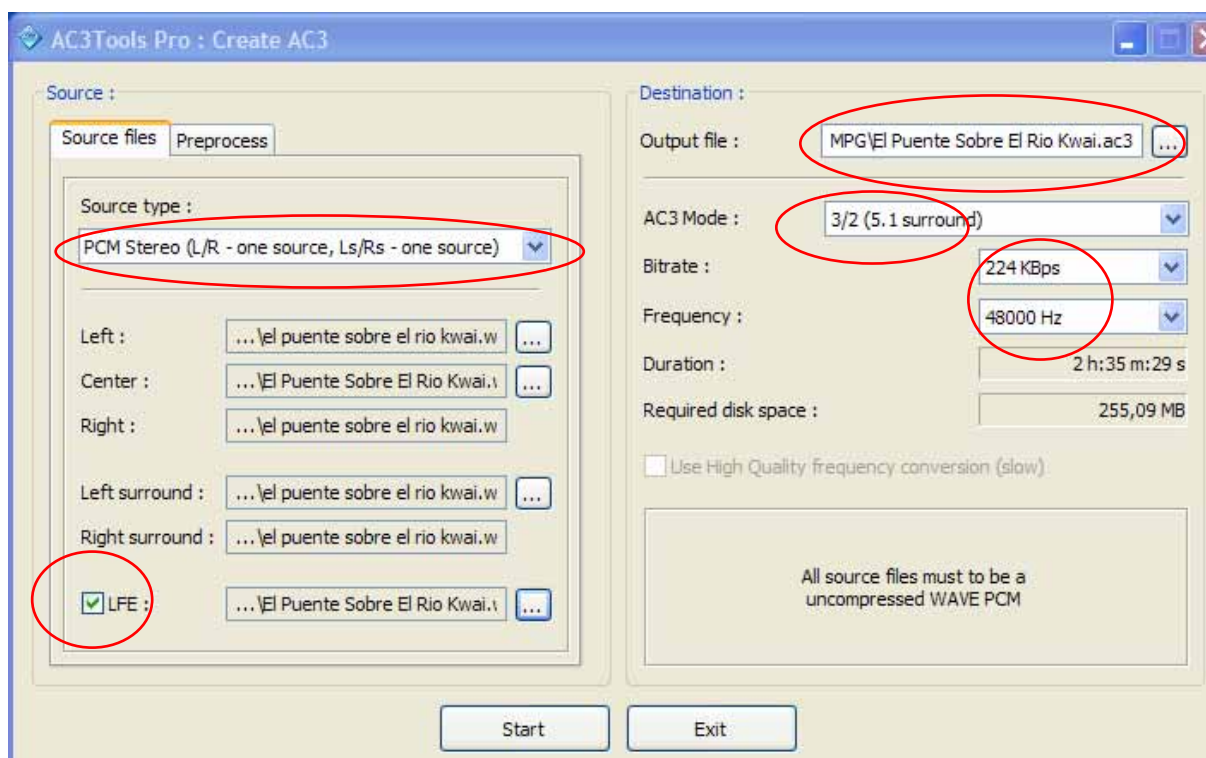 AC3Tools Pro : Create AC3
Source :
Source files
Preprocess
Source type :
PCM Stereo (L/R - one source, Ls/Rs - one source)
Left :
...\el puente sobre el rio kwai.w
...
Center :
...\El Puente Sobre El Rio Kwai.
...
Right :
...\el puente sobre el rio kwai.w
Left surround :
...\el puente sobre el rio kwai.w
...
Right surround :
...\el puente sobre el rio kwai.w
LFE :
...\El Puente Sobre El Rio Kwai.
...
Destination :
Output file :
MPG\El Puente Sobre El Rio Kwai.ac3
...
AC3 Mode :
3/2 (5.1 surround)
Bitrate :
224 KBps
Frequency :
48000 Hz
Duration :
2 h:35 m:29 s
Required disk space :
255,09 MB
Use High Quality frequency conversion (slow)
All source files must to be a
uncompressed WAVE PCM
Start
Exit